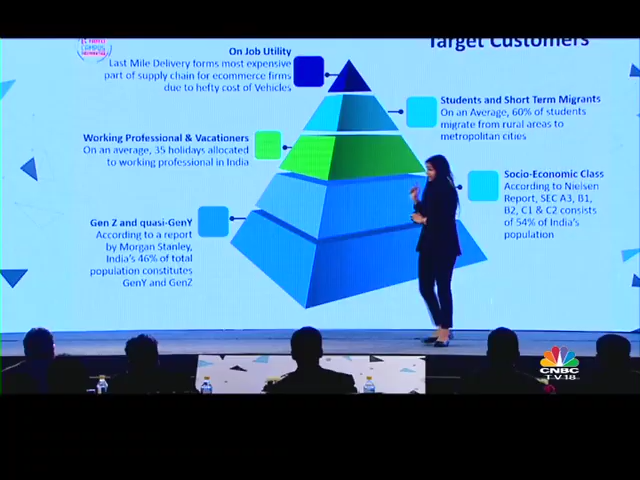 Target Customers
CAMPUS
On Job Utility
Last Mile Delivery forms most expensive
part of supply chain for ecommerce firms
due to hefty cost of Vehicles
Students and Short Term Migrants
On an Average, 60% of students
migrate from rural areas to
metropolitan cities
Working Professional & Vacationers
On an average, 35 holidays allocated
to working professional in India
Socio-Economic Class
According to Nielsen
Report, SEC A3, B1,
B2, C1 & C2 consists
of 54% of India's
population
Gen Z and quasi-GenY
According to a report
by Morgan Stanley,
India's 46% of total
population constitutes
GenY and GenZ
CNBC
TV18